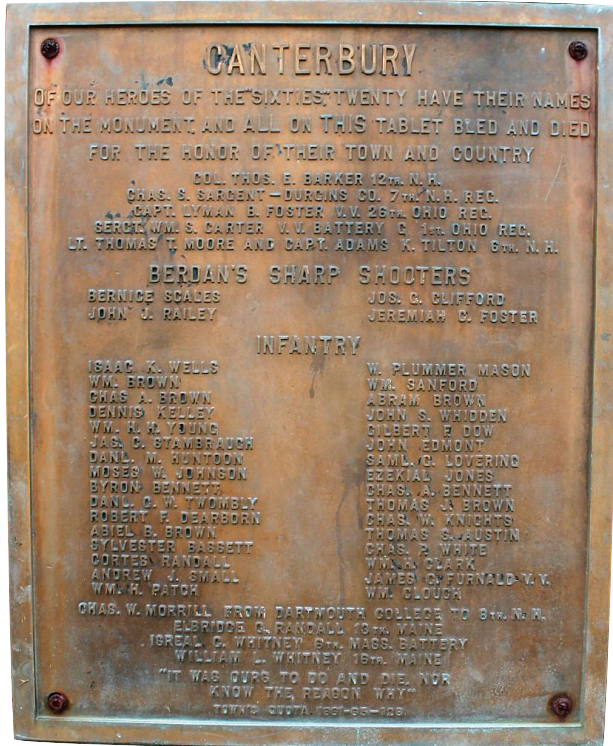 CANTERBURY
OF OUR HEROES OF THE "SIXTIES," TWENTY HAVE THEIR NAMES
ON THE MONUMENT, AND ALL ON THIS TABLET BLED AND DIED
FOR THE HONOR OF THEIR TOWN AND COUNTRY
COL. THOS. E. BARKER 12TH. N. H.
CHAS. S. SARGENT – DURGINS CO. 7TH. N. H. REG.
CAPT. LYMAN B. FOSTER V. V. 26TH. OHIO REG.
SERGT. WM. S. CARTER V. V. BATTERY G. 1ST. OHIO REG.
LT. THOMAS T. MOORE AND CAPT. ADAMS K. TILTON 6TH. N. H.
BERDAN'S SHARP SHOOTERS
BERNICE SCALES JOS. G. CLIFFORD
JOHN J. RAILEY JEREMIAH C. FOSTER
INFANTRY
ISAAC K. WELLS W. PLUMMER MASON
WM. BROWN WM. SANFORD
CHAS A. BROWN ABRAM BROWN
DENNIS KELLEY JOHN S. WHIDDEN
WM. H. H. YOUNG GILBERT F. DOW
JAS. C. STAMBRAUGH JOHN EDMONT
DANL. M. HUNTOON SAML. G. LOVERING
MOSES W. JOHNSON EZEKIAL JONES
BYRON BENNETT CHAS. A. BENNETT
DANL. G. W. TWOMBLY THOMAS J. BROWN
ROBERT F. DEARBORN CHAS. W. KNIGHTS
ABIEL B. BROWN THOMAS S. AUSTIN
SYLVESTER BASSETT CHAS. P. WHITE
CORTES RANDALL WM. H. CLARK
ANDREW J. SMALL JAMES C. FURNALD V. V.
WM. H. PATCH WM. CLOUGH
CHAS. W. MORRILL FROM DARTMOUTH COLLEGE TO 8TH. N. H.
ELBRIDGE G. RANDALL 13TH. MAINE
ISREAL C. WHITNEY 6TH. MASS. BATTERY
WILLIAM L. WHITNEY 16TH. MAINE
"IT WAS OURS TO DO AND DIE, NOR
KNOW THE REASON WHY"
TOWN'S QUOTA, 1861-65–128.